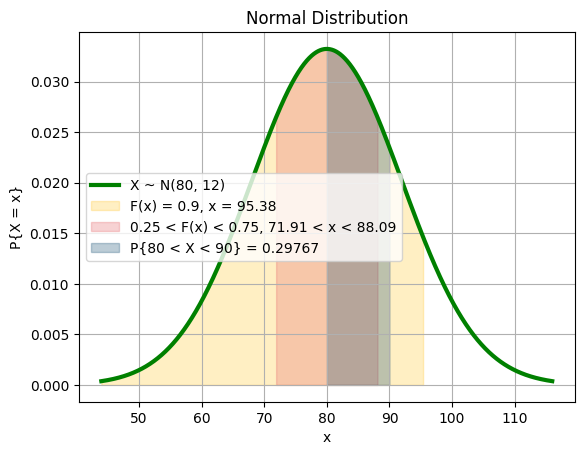 Normal Distribution
P{X = x}
0.030
0.025
0.020
0.015
0.010
0.005
0.000
X ~ N(80, 12)
F(x) = 0.9, x = 95.38
0.25 < F(x) < 0.75, 71.91 < x < 88.09
P{80 < X < 90} = 0.29767
50 60 70 80 90 100 110
x